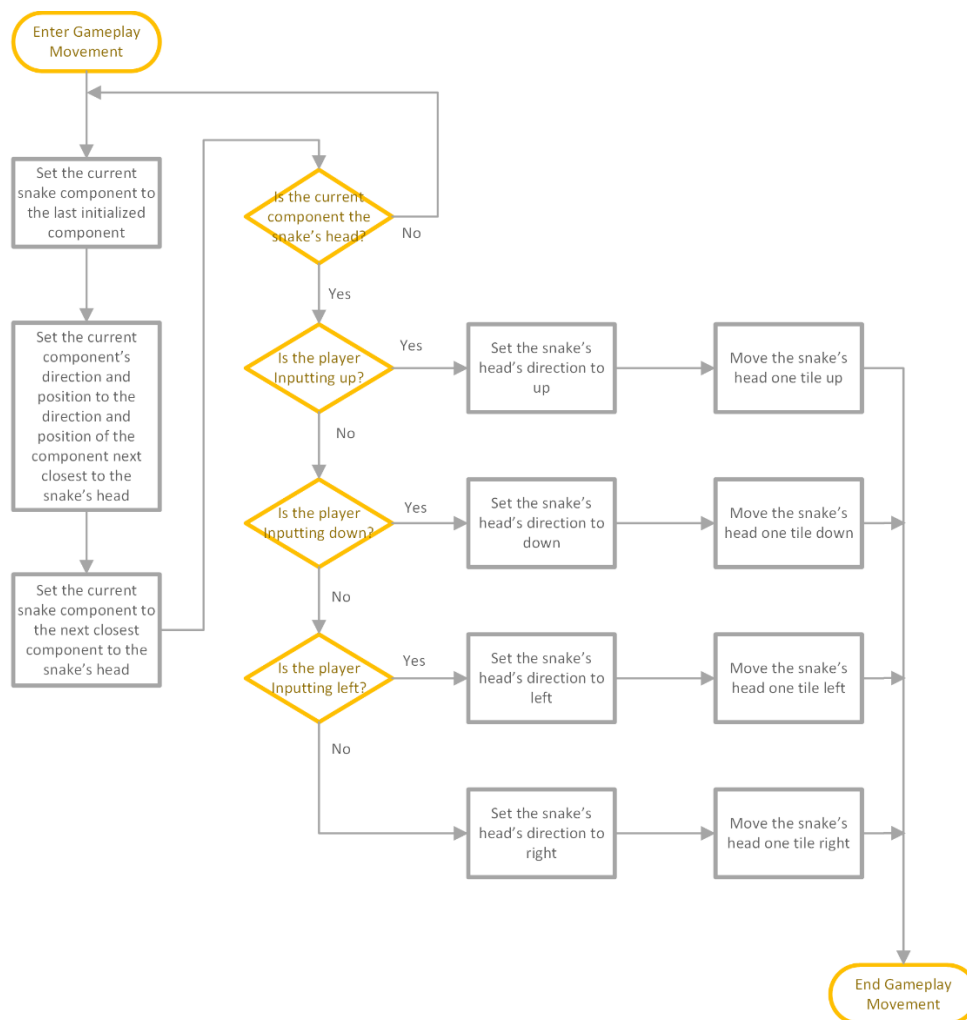 Enter Gameplay
Movement
Set the current
snake component to
the last initialized
component
Set the current
component’s
direction and
position to the
direction and
position of the
component next
closest to the
snake’s head
Set the current
snake component to
the next closest
component to the
snake’s head
Is the current
component the
snake’s head?
No
Yes
Is the player
Inputting up?
Yes
Set the snake’s
head’s direction to
up
Move the snake’s
head one tile up
No
Is the player
Inputting down?
Yes
Set the snake’s
head’s direction to
down
Move the snake’s
head one tile down
No
Is the player
Inputting left?
Yes
Set the snake’s
head’s direction to
left
Move the snake’s
head one tile left
No
Set the snake’s
head’s direction to
right
Move the snake’s
head one tile right
End Gameplay
Movement